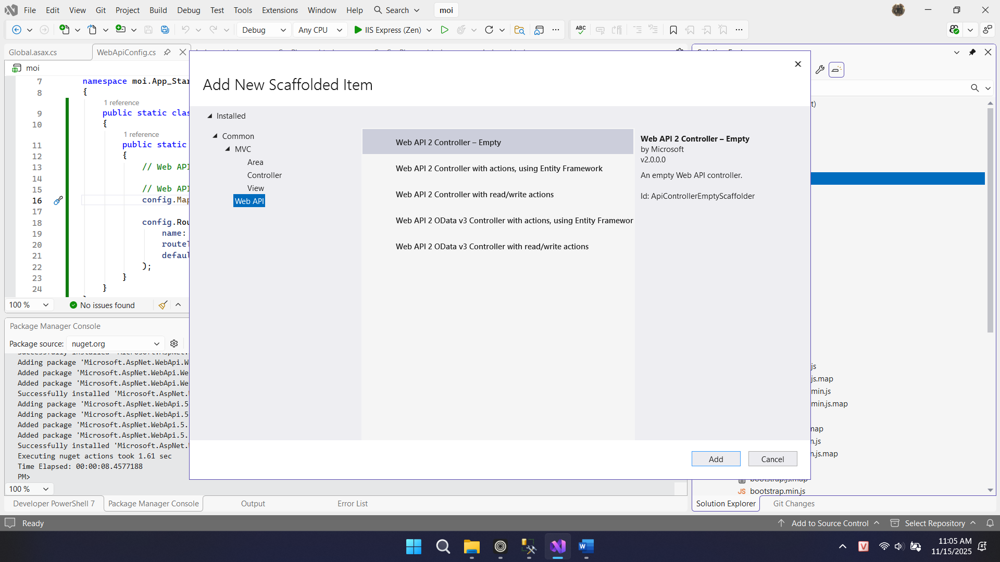 File Edit View Git Project Build Debug Test Tools Extensions Window Help Search moi
Debug Any CPU IIS Express (Zen)
Global.asax.cs WebApiConfig.cs
moi
Add New Scaffolded Item
7 namespace moi.App_Star
8 {
1 reference
9 public static clas
10 {
1 reference
11 public static
12 {
13 // Web API
14
15 // Web API
16 config.Map
17
18 config.Rou
19 name:
20 routeT
21 defaul
22 );
23 }
24 }
100 % No issues found
Installed
Common
MVC
Area
Controller
View
Web API
Web API 2 Controller – Empty
Web API 2 Controller with actions, using Entity Framework
Web API 2 Controller with read/write actions
Web API 2 OData v3 Controller with actions, using Entity Framewor
Web API 2 OData v3 Controller with read/write actions
Web API 2 Controller – Empty
by Microsoft
v2.0.0.0
An empty Web API controller.
Id: ApiControllerEmptyScaffolder
Add Cancel
t)
js
js.map
min.js
min.js.map
map
n.js
n.js.map
bootstrap.js.map
JS bootstrap.min.js
Package Manager Console
Package source: nuget.org
Successfully installed 'Microsoft.AspNet.
Adding package 'Microsoft.AspNet.WebApi.W
Added package 'Microsoft.AspNet.WebApi.We
Added package 'Microsoft.AspNet.WebApi.We
Successfully installed 'Microsoft.AspNet.
Adding package 'Microsoft.AspNet.WebApi.5
Adding package 'Microsoft.AspNet.WebApi.5
Added package 'Microsoft.AspNet.WebApi.5.
Added package 'Microsoft.AspNet.WebApi.5.
Successfully installed 'Microsoft.AspNet.
Executing nuget actions took 1.61 sec
Time Elapsed: 00:00:08.4577188
PM>
100 %
Developer PowerShell 7 Package Manager Console Output Error List
Solution Explorer Git Changes
Ready Add to Source Control Select Repository
11:05 AM
11/15/2025